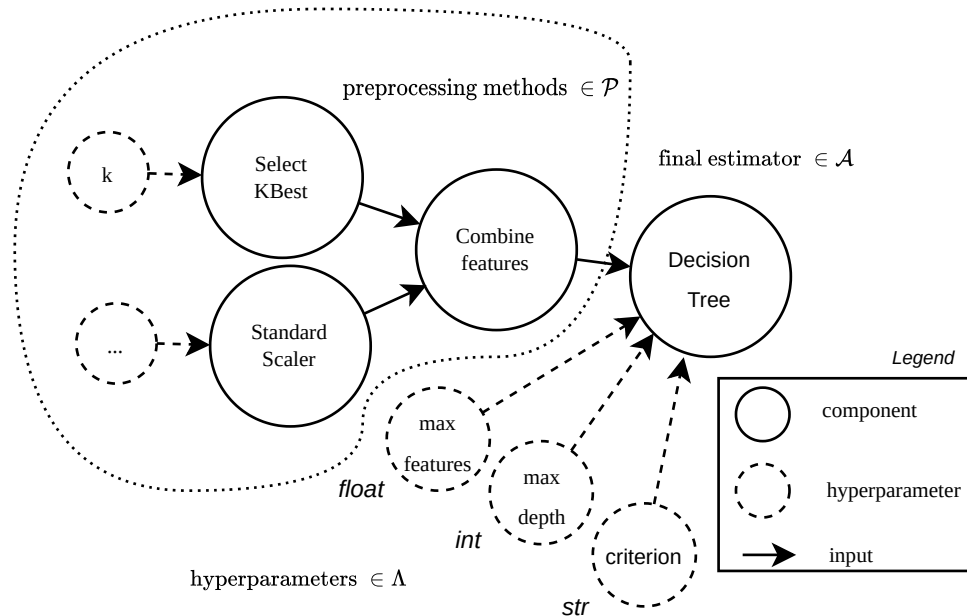 preprocessing methods ∈ 𝒫
final estimator ∈ 𝒜
k
Select
KBest
Combine
features
Decision
Tree
...
Standard
Scaler
max
features
float
max
depth
int
criterion
str
hyperparameters ∈ Λ
Legend
component
hyperparameter
input